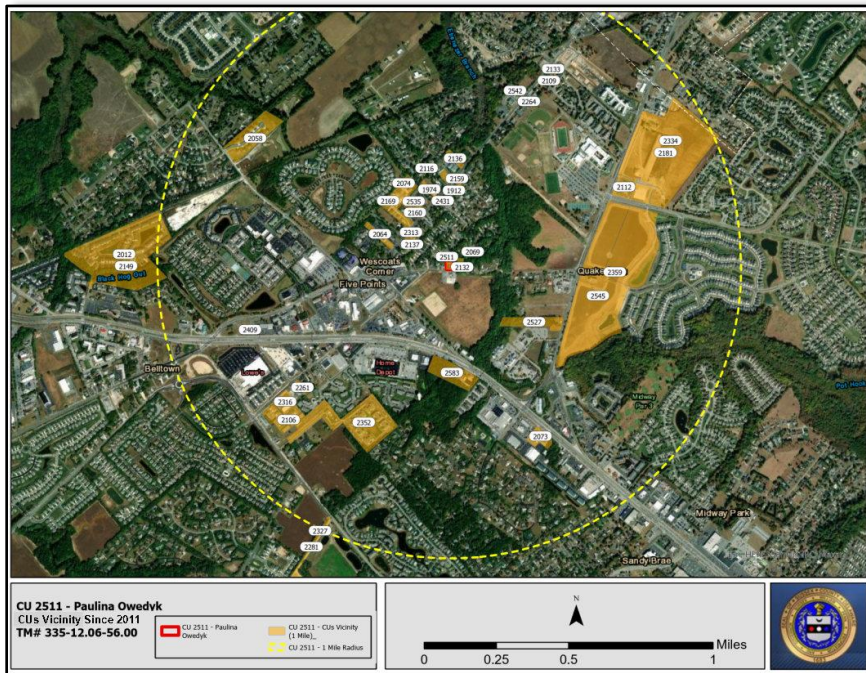 2133
2109
2542
2264
2058
2334
2181
2136
2116
2159
2074
1974
1912
2112
2169
2535
2431
2160
2064
2313
2137
2012
2149
2069
2511
2132
Wescoats
Corner
Five Points
2359
2545
2409
2527
Belltown
Lowe's
Home
Depot
2583
2261
2316
2106
2352
2073
Midway
2327
2281
Midway Park
Sandy Brae
CU 2511 - Paulina Owedyk
CUs Vicinity Since 2011
TM# 335-12.06-56.00
CU 2511 - Paulina
Owedyk
CU 2511 - CUs Vicinity
(1 Mile)_
CU 2511 - 1 Mile Radius
N
Miles
0
0.25
0.5
1